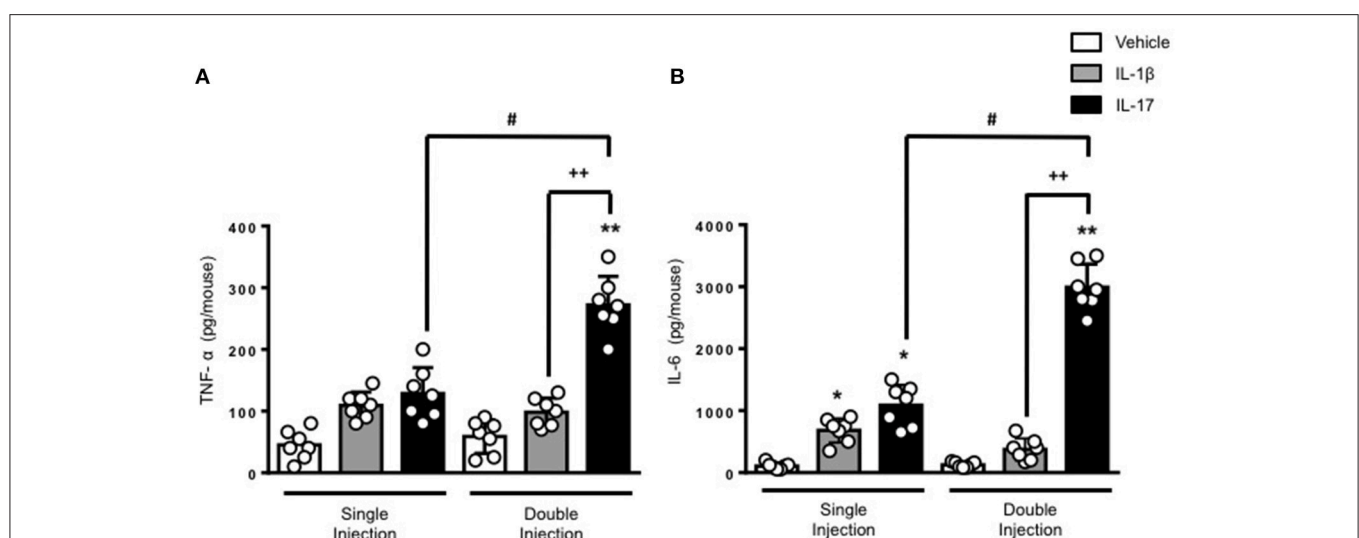 Vehicle
IL-1β
IL-17
A
#
++
**
400
300
200
100
0
TNF- α (pg/mouse)
Single
Injection
Double
Injection
B
#
++
**
*
*
4000
3000
2000
1000
0
IL-6 (pg/mouse)
Single
Injection
Double
Injection